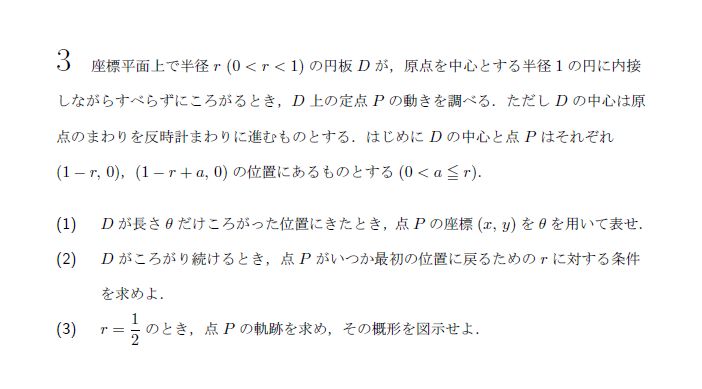 3 座標平面上で半径 r (0 < r < 1) の円板 D が，原点を中心とする半径 1 の円に内接
しながらすべらずにころがるとき，D 上の定点 P の動きを調べる．ただし D の中心は原
点のまわりを反時計まわりに進むものとする．はじめに D の中心と点 P はそれぞれ
(1 − r, 0)，(1 − r + a, 0) の位置にあるものとする (0 < a ≦ r)．
(1) D が長さ θ だけころがった位置にきたとき，点 P の座標 (x, y) を θ を用いて表せ．
(2) D がころがり続けるとき，点 P がいつか最初の位置に戻るための r に対する条件
を求めよ．
(3) r = 1/2 のとき，点 P の軌跡を求め，その概形を図示せよ．